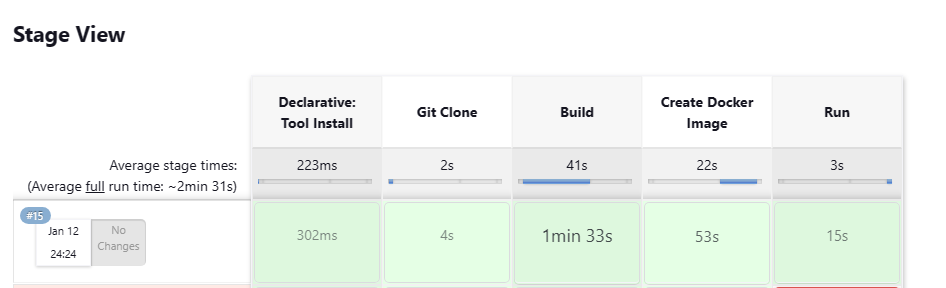 Stage View
Declarative:
Tool Install
Git Clone
Build
Create Docker
Image
Run
Average stage times:
(Average full run time: ~2min 31s)
223ms
2s
41s
22s
3s
#15
Jan 12
24:24
No
Changes
302ms
4s
1min 33s
53s
15s